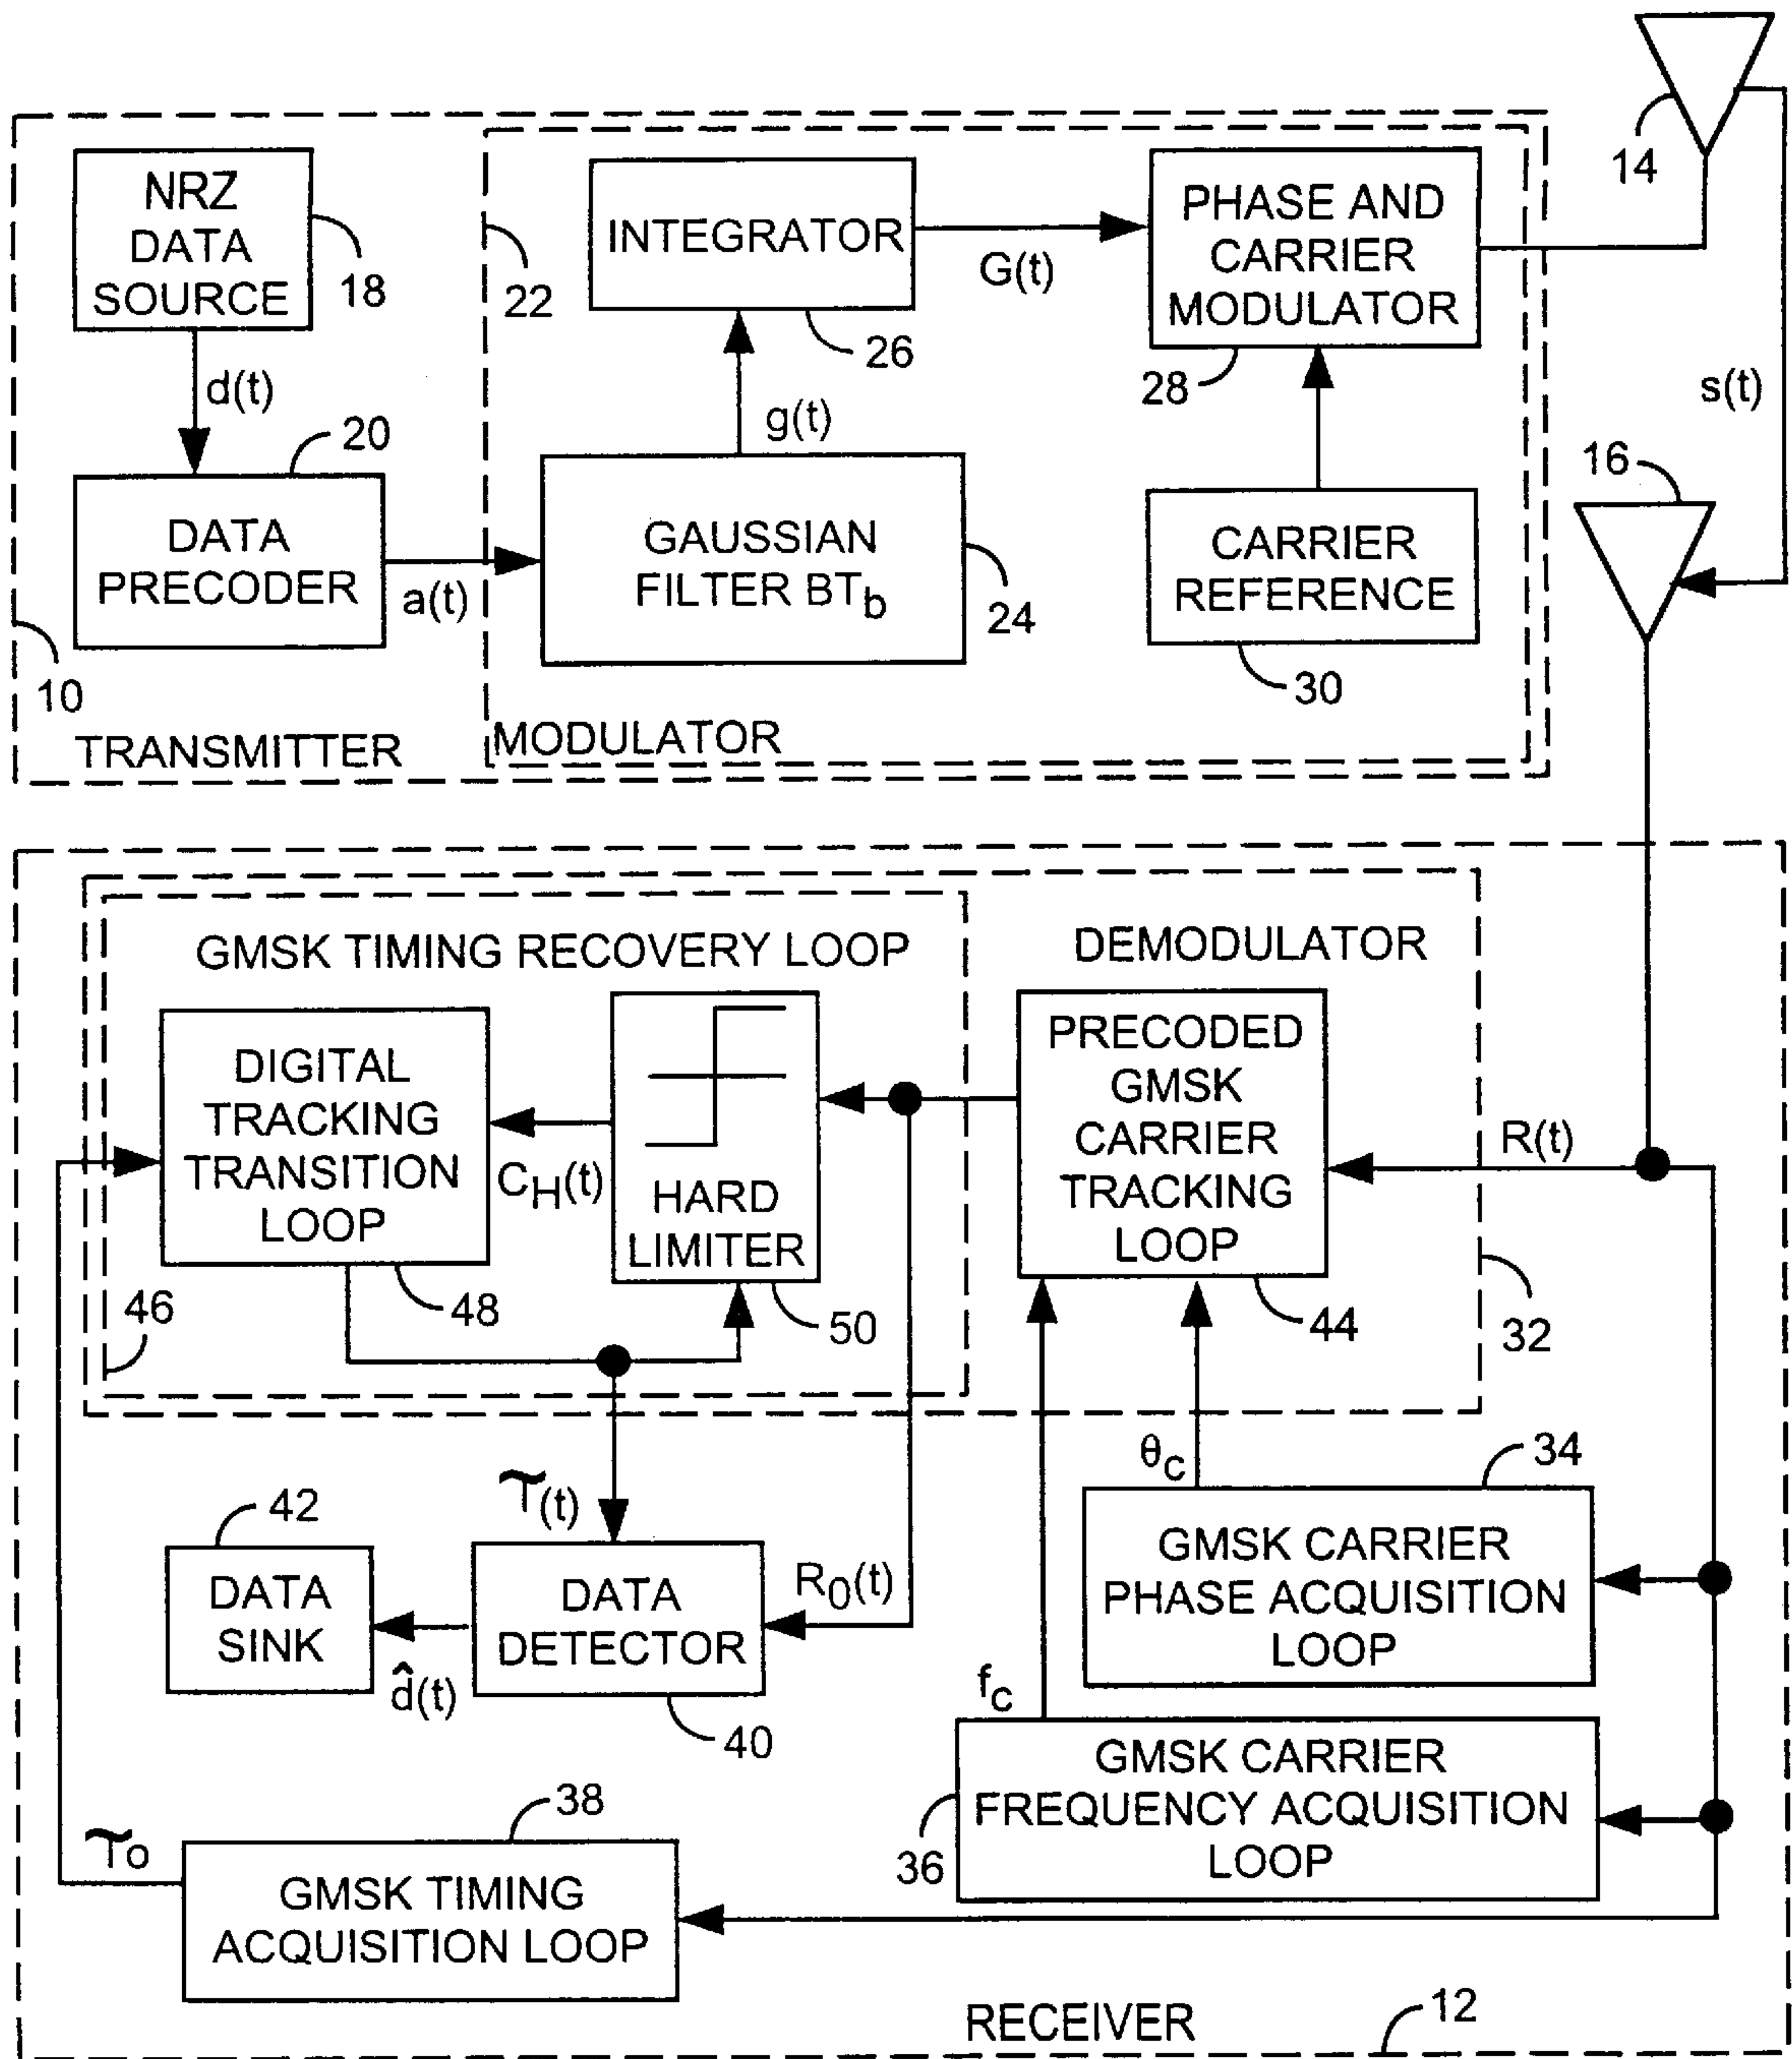 14
NRZ
DATA
SOURCE
18
22
INTEGRATOR
26
G(t)
PHASE AND
CARRIER
MODULATOR
28
s(t)
d(t)
g(t)
20
16
DATA
PRECODER
a(t)
GAUSSIAN
FILTER BTb
24
CARRIER
REFERENCE
30
10
TRANSMITTER
MODULATOR
GMSK TIMING RECOVERY LOOP
DEMODULATOR
DIGITAL
TRACKING
TRANSITION
LOOP
48
CH(t)
HARD
LIMITER
50
PRECODED
GMSK
CARRIER
TRACKING
LOOP
44
R(t)
32
46
θc
34
T̃(t)
42
DATA
SINK
d̂(t)
DATA
DETECTOR
40
R0(t)
GMSK CARRIER
PHASE ACQUISITION
LOOP
fc
GMSK CARRIER
FREQUENCY ACQUISITION
LOOP
36
38
T̃o
GMSK TIMING
ACQUISITION LOOP
RECEIVER
12